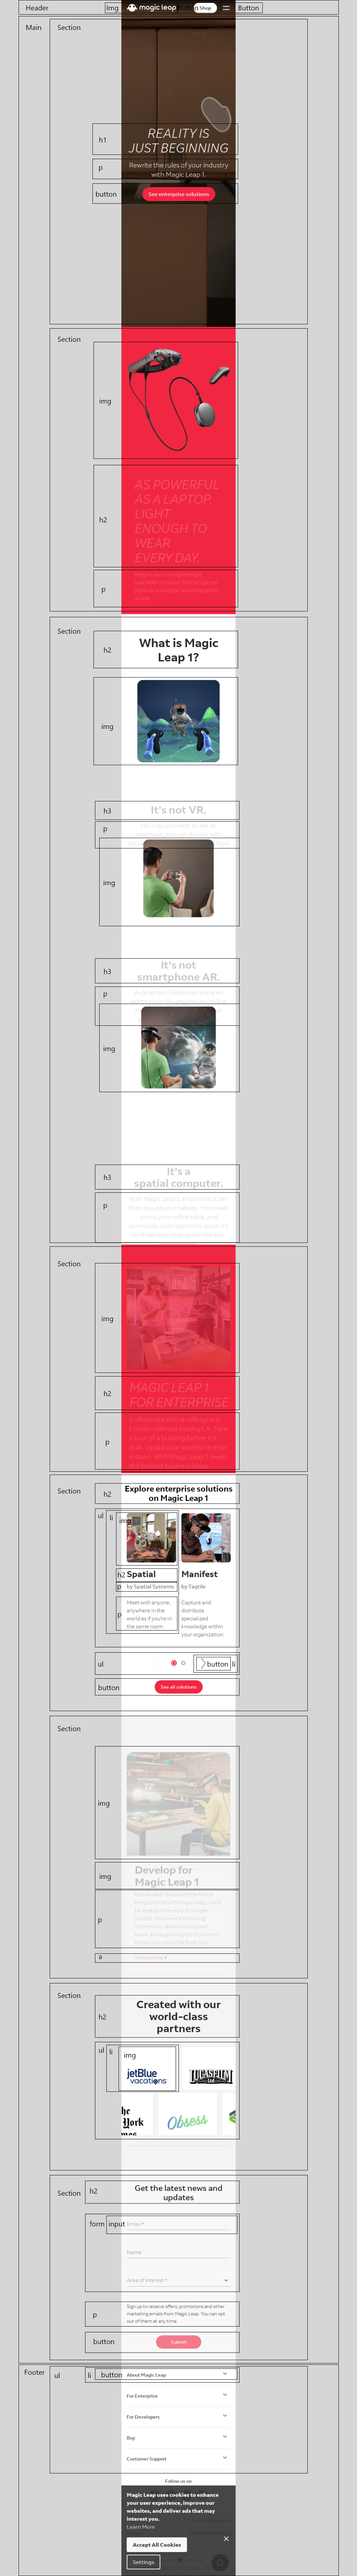 Header
Img
magic leap
Shop
Button
Main
Section
h1
REALITY IS
JUST BEGINNING
p
Rewrite the rules of your industry
with Magic Leap 1.
button
See enterprise solutions
Section
img
h2
AS POWERFUL
AS A LAPTOP.
LIGHT
ENOUGH TO
WEAR
EVERY DAY.
p
Section
h2
What is Magic
Leap 1?
img
h3
It's not VR.
p
img
h3
It's not
smartphone AR.
p
img
h3
It's a
spatial computer.
p
Section
img
h2
MAGIC LEAP 1
FOR ENTERPRISE
p
Section
h2
Explore enterprise solutions
on Magic Leap 1
ul
li
img
h2
Spatial
Manifest
p
by Spatial Systems
by Taqtile
p
Meet with anyone,
anywhere in the
world as if you're in
the same room.
Capture and
distribute
specialized
knowledge within
your organization
ul
button
li
button
See all solutions
Section
img
img
Develop for
Magic Leap 1
p
a
Section
h2
Created with our
world-class
partners
ul
li
img
jetBlue
vacations
LUCASFILM
Ltd
Obsess
Section
h2
Get the latest news and
updates
form
input
Email *
Name
Area of Interest *
p
Sign up to receive offers, promotions and other
marketing emails from Magic Leap. You can opt
out of them at any time.
button
Submit
Footer
ul
li
button
About Magic Leap
For Enterprise
For Developers
Buy
Customer Support
Follow us on
Magic Leap uses cookies to enhance
your user experience, improve our
websites, and deliver ads that may
interest you.
Learn More
Accept All Cookies
Settings